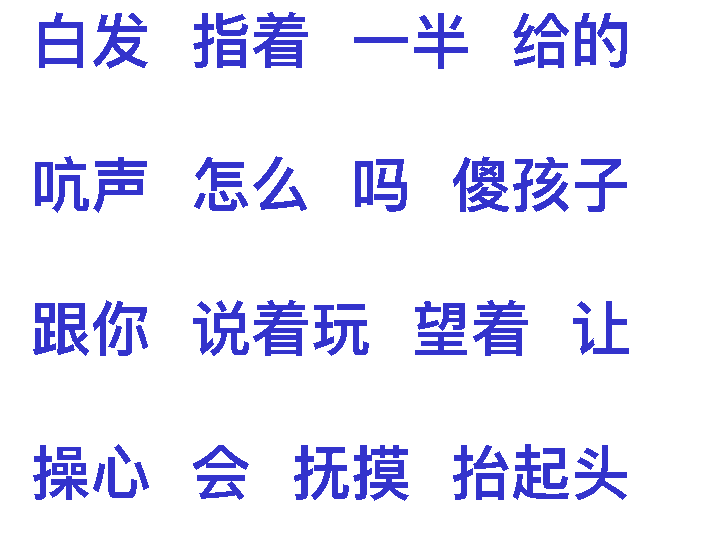 白发 指着 一半 给的
吭声 怎么 吗 傻孩子
跟你 说着玩 望着 让
操心 会 抚摸 抬起头